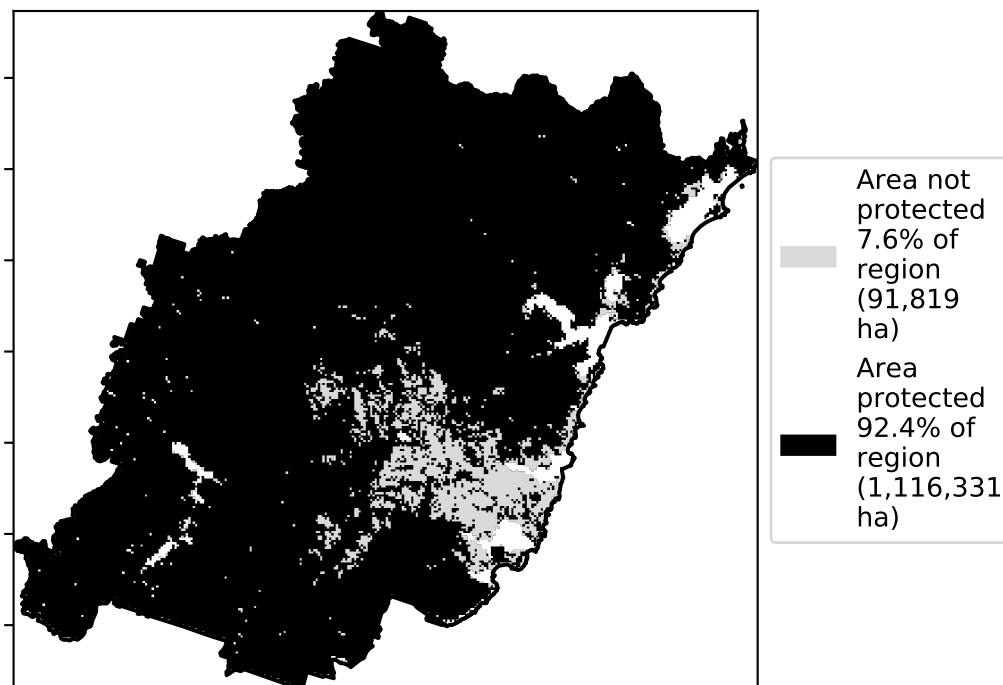 Area not
protected
7.6% of
region
(91,819
ha)
Area
protected
92.4% of
region
(1,116,331
ha)